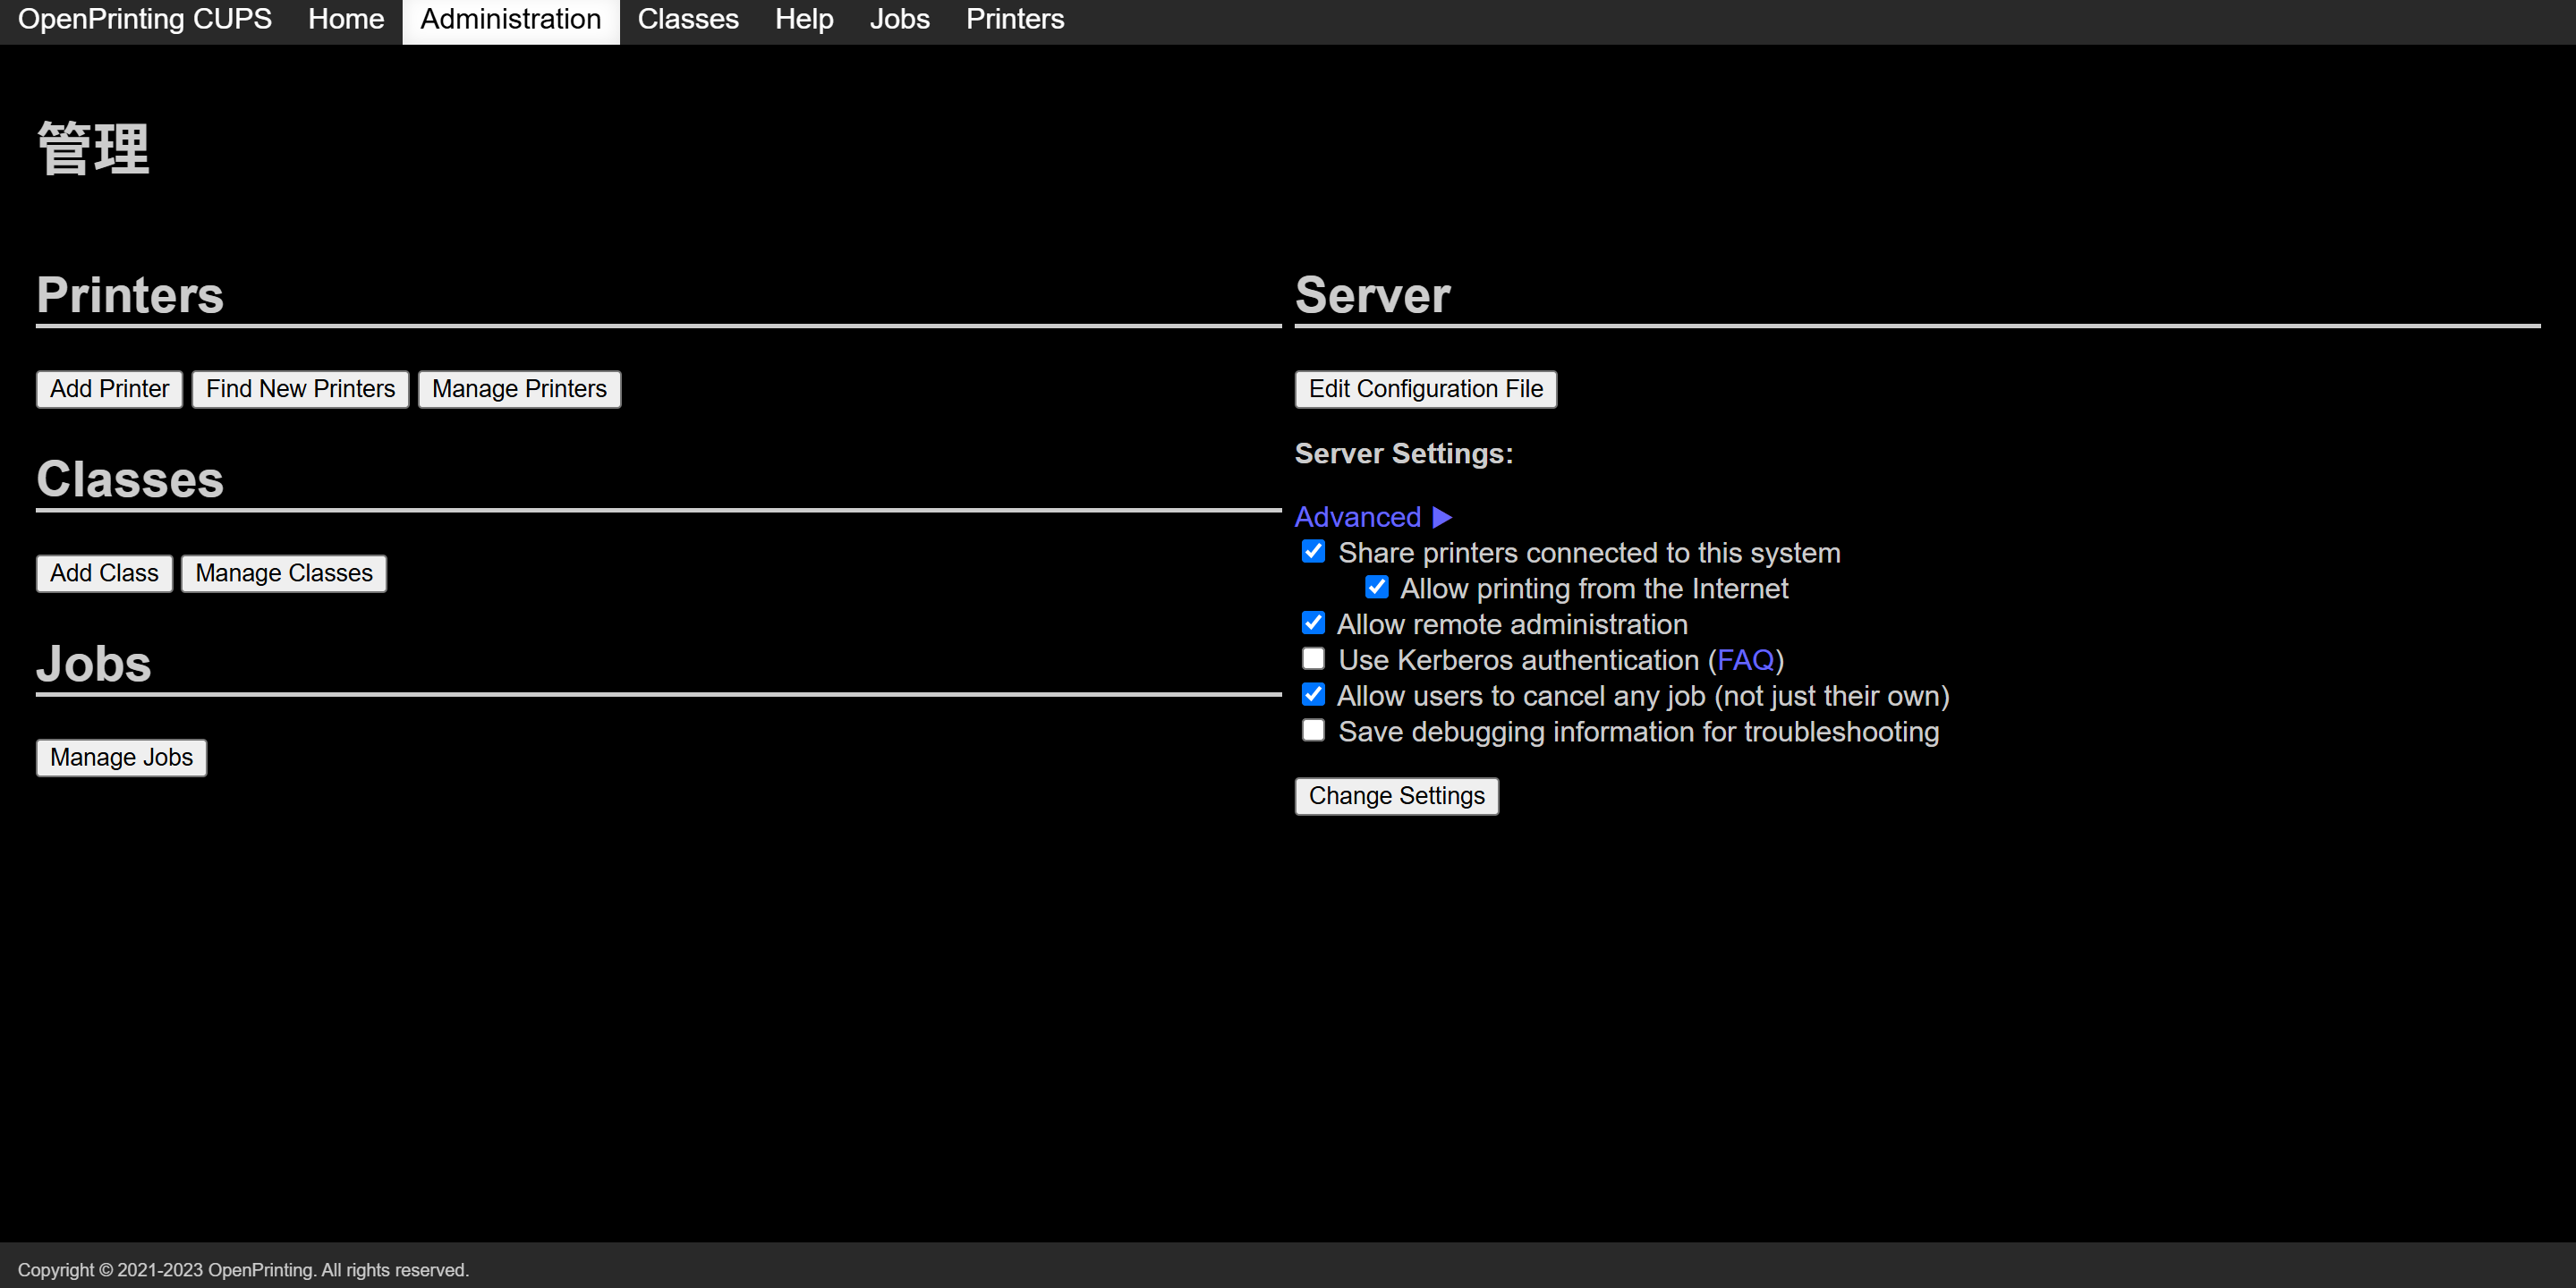 OpenPrinting CUPS Home Administration Classes Help Jobs Printers
管理
Printers
Add Printer Find New Printers Manage Printers
Classes
Add Class Manage Classes
Jobs
Manage Jobs
Server
Edit Configuration File
Server Settings:
Advanced ▶
Share printers connected to this system
Allow printing from the Internet
Allow remote administration
Use Kerberos authentication (FAQ)
Allow users to cancel any job (not just their own)
Save debugging information for troubleshooting
Change Settings
Copyright © 2021-2023 OpenPrinting. All rights reserved.